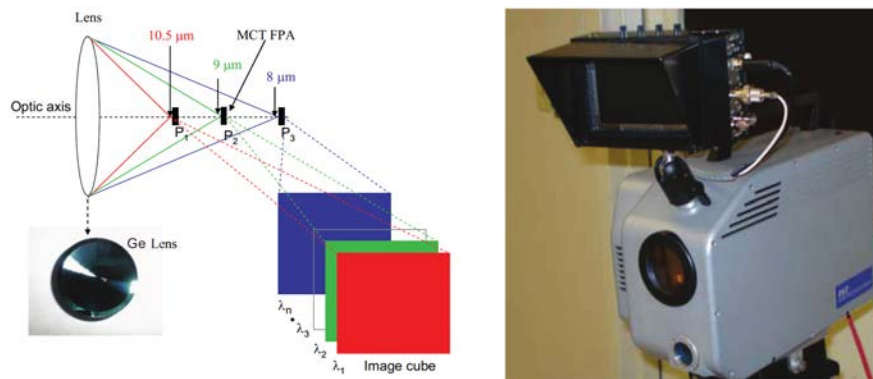 Lens
10.5 µm
MCT FPA
9 µm
8 µm
Optic axis
P1
P2
P3
Ge Lens
λn
λ3
λ2
λ1
Image cube